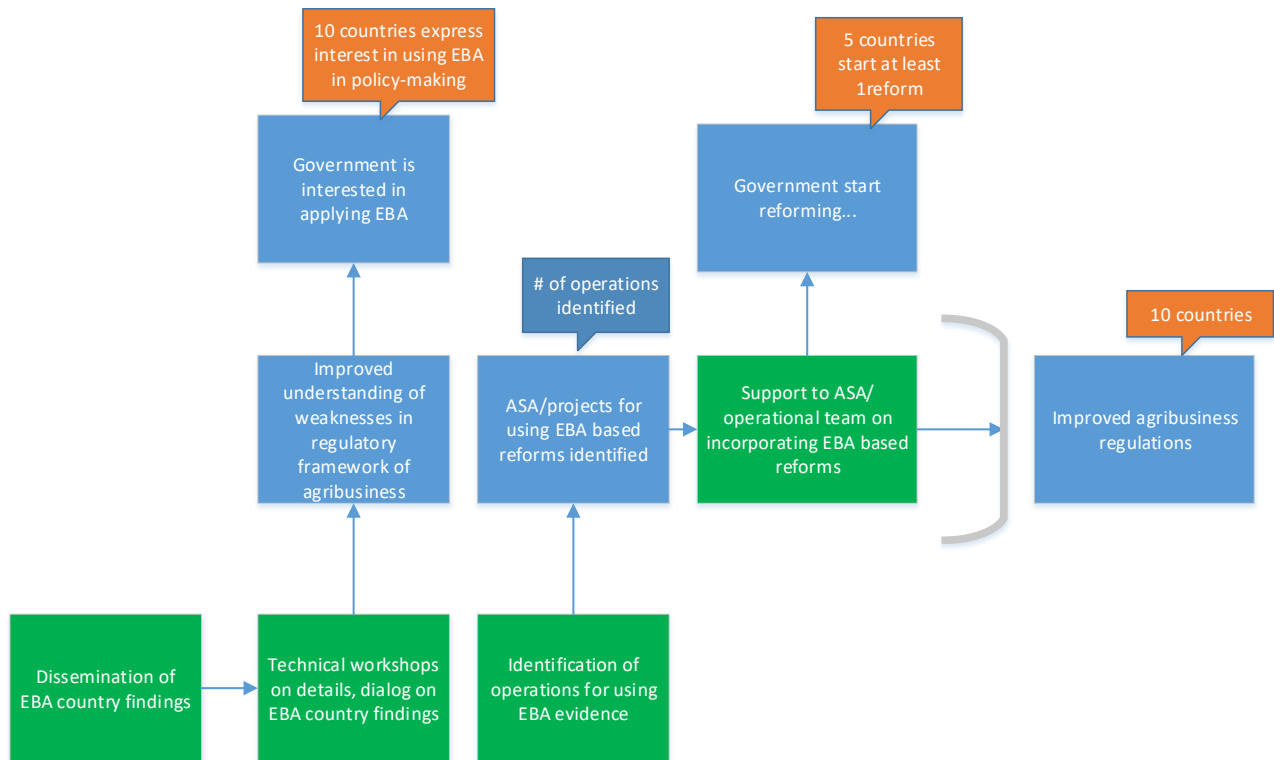 10 countries express
interest in using EBA
in policy-making
5 countries
start at least
1reform
Government is
interested in
applying EBA
Government start
reforming...
# of operations
identified
10 countries
Improved
understanding of
weaknesses in
regulatory
framework of
agribusiness
ASA/projects for
using EBA based
reforms identified
Support to ASA/
operational team on
incorporating EBA based
reforms
Improved agribusiness
regulations
Dissemination of
EBA country findings
Technical workshops
on details, dialog on
EBA country findings
Identification of
operations for using
EBA evidence